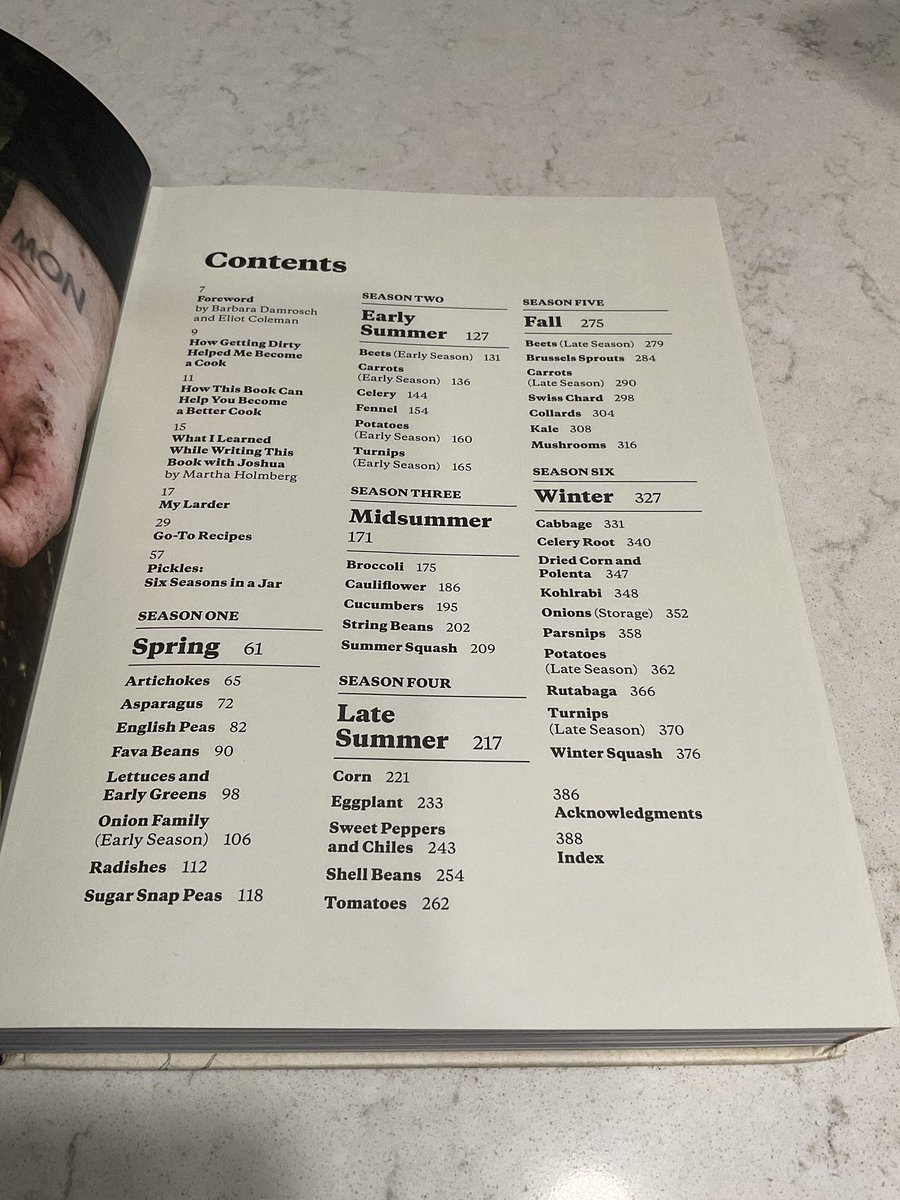 NOW
Contents
7
Foreword
by Barbara Damrosch
and Eliot Coleman
9
How Getting Dirty
Helped Me Become
a Cook
11
How This Book Can
Help You Become
a Better Cook
15
What I Learned
While Writing This
Book with Joshua
by Martha Holmberg
17
My Larder
29
Go-To Recipes
57
Pickles:
Six Seasons in a Jar
SEASON ONE
Spring 61
Artichokes 65
Asparagus 72
English Peas 82
Fava Beans 90
Lettuces and
Early Greens 98
Onion Family
(Early Season) 106
Radishes 112
Sugar Snap Peas 118
SEASON TWO
Early
Summer 127
Beets (Early Season) 131
Carrots
(Early Season) 136
Celery 144
Fennel 154
Potatoes
(Early Season) 160
Turnips
(Early Season) 165
SEASON THREE
Midsummer
171
Broccoli 175
Cauliflower 186
Cucumbers 195
String Beans 202
Summer Squash 209
SEASON FOUR
Late
Summer 217
Corn 221
Eggplant 233
Sweet Peppers
and Chiles 243
Shell Beans 254
Tomatoes 262
SEASON FIVE
Fall 275
Beets (Late Season) 279
Brussels Sprouts 284
Carrots
(Late Season) 290
Swiss Chard 298
Collards 304
Kale 308
Mushrooms 316
SEASON SIX
Winter 327
Cabbage 331
Celery Root 340
Dried Corn and
Polenta 347
Kohlrabi 348
Onions (Storage) 352
Parsnips 358
Potatoes
(Late Season) 362
Rutabaga 366
Turnips
(Late Season) 370
Winter Squash 376
386
Acknowledgments
388
Index